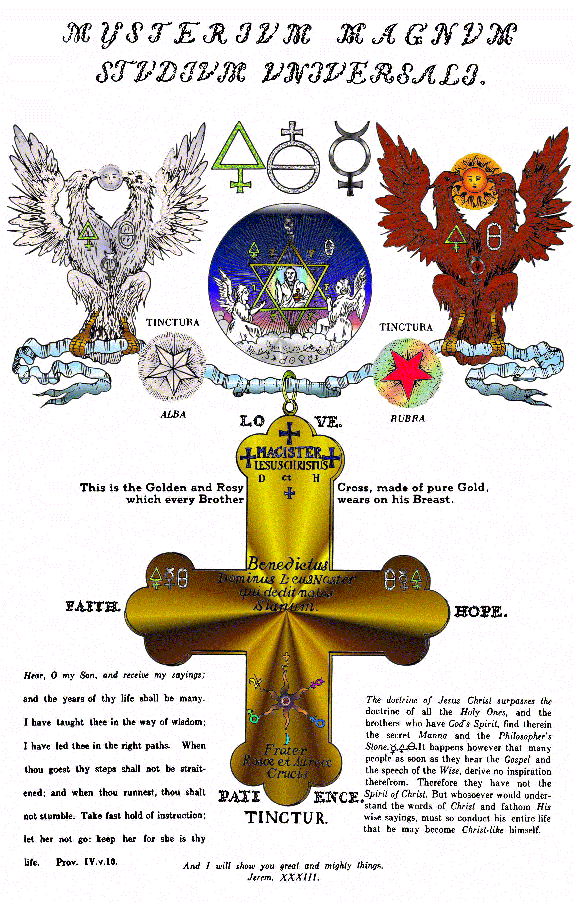 MYSTERIVM MAGNVM
STVDIVM VNIVERSALI.
TINCTURA
TINCTURA
ALBA
RUBRA
LO VE.
MAGISTER
IESUS CHRISTUS
D et H
This is the Golden and Rosy Cross, made of pure Gold,
which every Brother wears on his Breast.
Benedictus
Dominus Noster
qui dedit nobis
Signum.
FAITH.
HOPE.
Hear, O my Son, and receive my sayings;
and the years of thy life shall be many.
I have taught thee in the way of wisdom;
I have led thee in the right paths. When
thou goest thy steps shall not be strait-
ened; and when thou runnest, thou shalt
not stumble. Take fast hold of instruction;
let her not go: keep her for she is thy
life. Prov. IV.v.10.
The doctrine of Jesus Christ surpasses the
doctrine of all the Holy Ones, and the
brothers who have God's Spirit, find therein
the secret Manna and the Philosopher's
Stone. It happens however that many
people as soon as they hear the Gospel and
the speech of the Wise, derive no inspiration
therefrom. Therefore they have not the
Spirit of Christ. But whosoever would under-
stand the words of Christ and fathom His
wise sayings, must so conduct his entire life
that he may become Christ-like himself.
Frater
Rosae et Aureae
Crucis
PATI ENCE.
TINCTUR.
And I will show you great and mighty things.
Jerem. XXXIII.